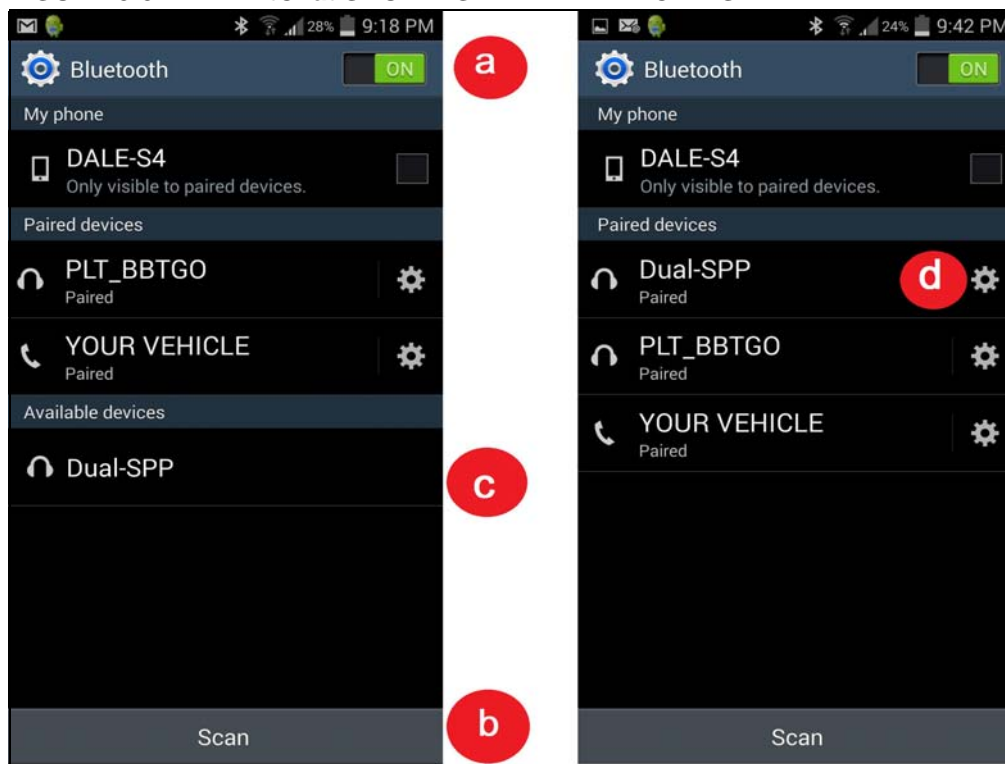 28% 9:18 PM
Bluetooth ON
My phone
DALE-S4
Only visible to paired devices.
Paired devices
PLT_BBTGO
Paired
YOUR VEHICLE
Paired
Available devices
Dual-SPP
Scan
a
c
b
24% 9:42 PM
Bluetooth ON
My phone
DALE-S4
Only visible to paired devices.
Paired devices
Dual-SPP
Paired
d
PLT_BBTGO
Paired
YOUR VEHICLE
Paired
Scan